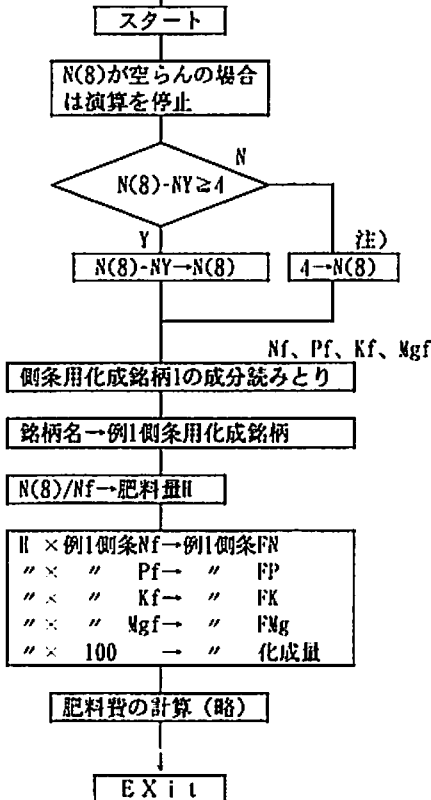 スタート
N(8)が空らんの場合
は演算を停止
N
N(8)-NY≧4
Y
注)
N(8)-NY→N(8)
4→N(8)
Nf、Pf、Kf、Mgf
側条用化成銘柄1の成分読みとり
銘柄名→例1側条用化成銘柄
N(8)/Nf→肥料量H
H ×例1側条Nf→例1側条FN
〃× 〃 Pf→ 〃 FP
〃× 〃 Kf→ 〃 FK
〃× 〃 Mgf→ 〃 FMg
〃× 100 → 〃 化成量
肥料費の計算（略）
EXit